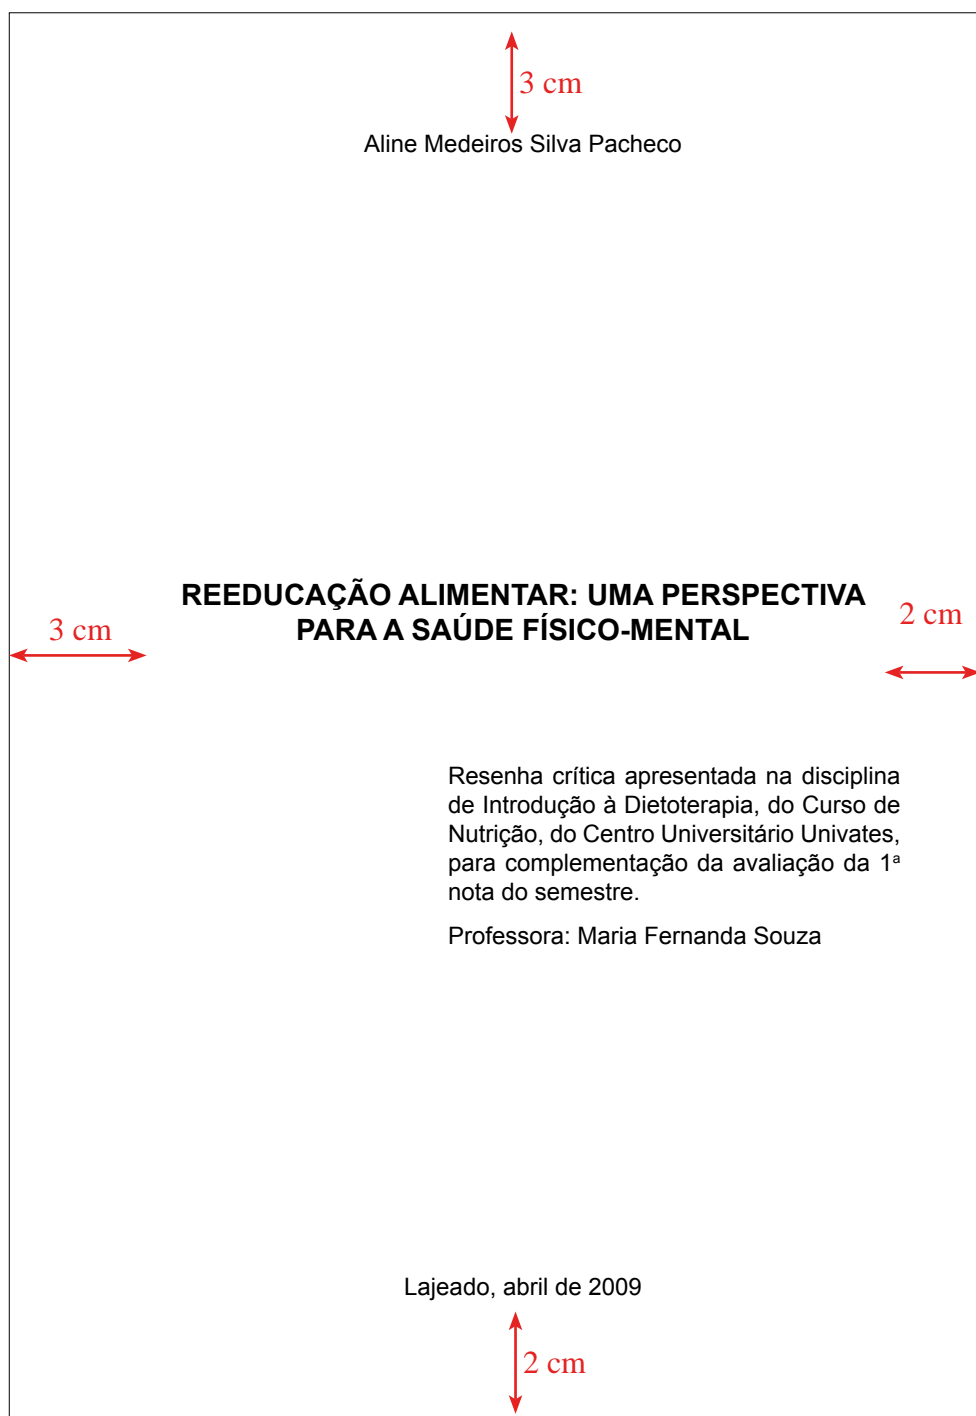 3 cm
Aline Medeiros Silva Pacheco
REEDUCAÇÃO ALIMENTAR: UMA PERSPECTIVA
PARA A SAÚDE FÍSICO-MENTAL
3 cm
2 cm
Resenha crítica apresentada na disciplina
de Introdução à Dietoterapia, do Curso de
Nutrição, do Centro Universitário Univates,
para complementação da avaliação da 1ª
nota do semestre.
Professora: Maria Fernanda Souza
Lajeado, abril de 2009
2 cm